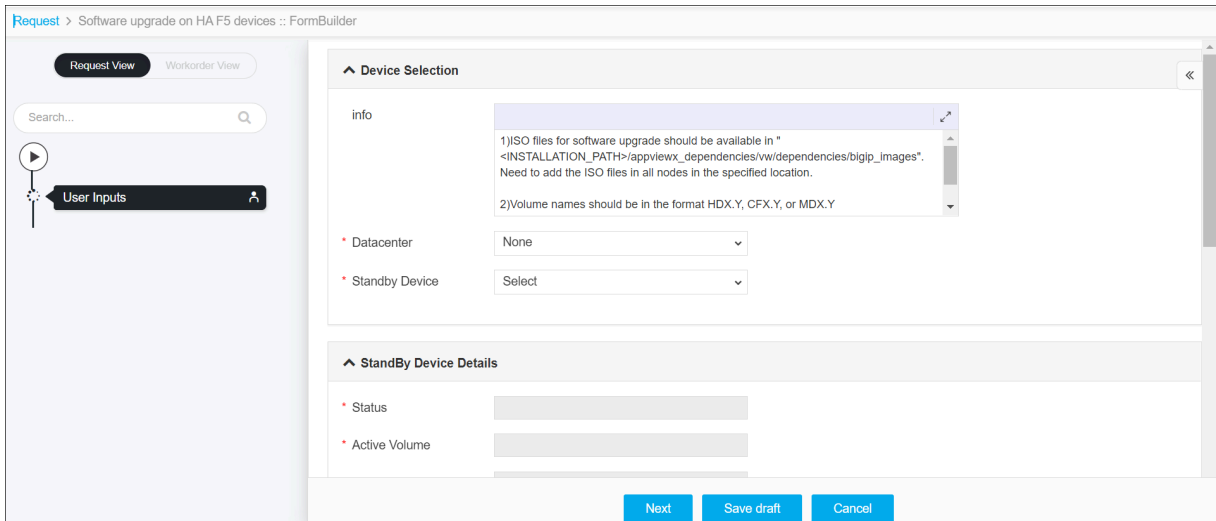 Request > Software upgrade on HA F5 devices :: FormBuilder
Request View
Workorder View
Search...
User Inputs
Device Selection
info
1)ISO files for software upgrade should be available in "
<INSTALLATION_PATH>/appviewx_dependencies/vw/dependencies/bigip_images".
Need to add the ISO files in all nodes in the specified location.
2)Volume names should be in the format HDX.Y, CFX.Y, or MDX.Y
* Datacenter
None
* Standby Device
Select
StandBy Device Details
* Status
* Active Volume
Next
Save draft
Cancel